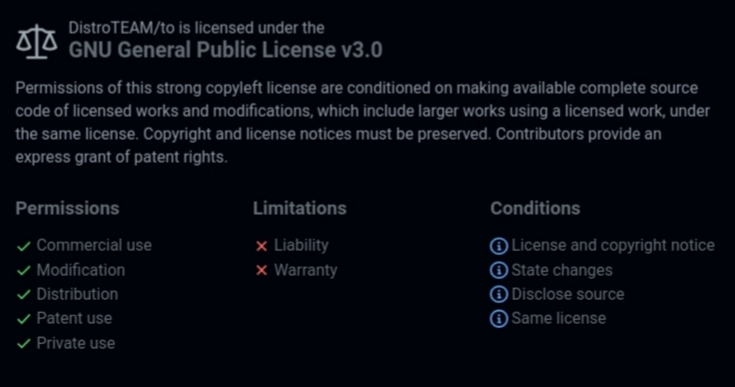 DistroTEAM/to is licensed under the
GNU General Public License v3.0
Permissions of this strong copyleft license are conditioned on making available complete source
code of licensed works and modifications, which include larger works using a licensed work, under
the same license. Copyright and license notices must be preserved. Contributors provide an
express grant of patent rights.
Permissions
Commercial use
Modification
Distribution
Patent use
Private use
Limitations
Liability
Warranty
Conditions
License and copyright notice
State changes
Disclose source
Same license